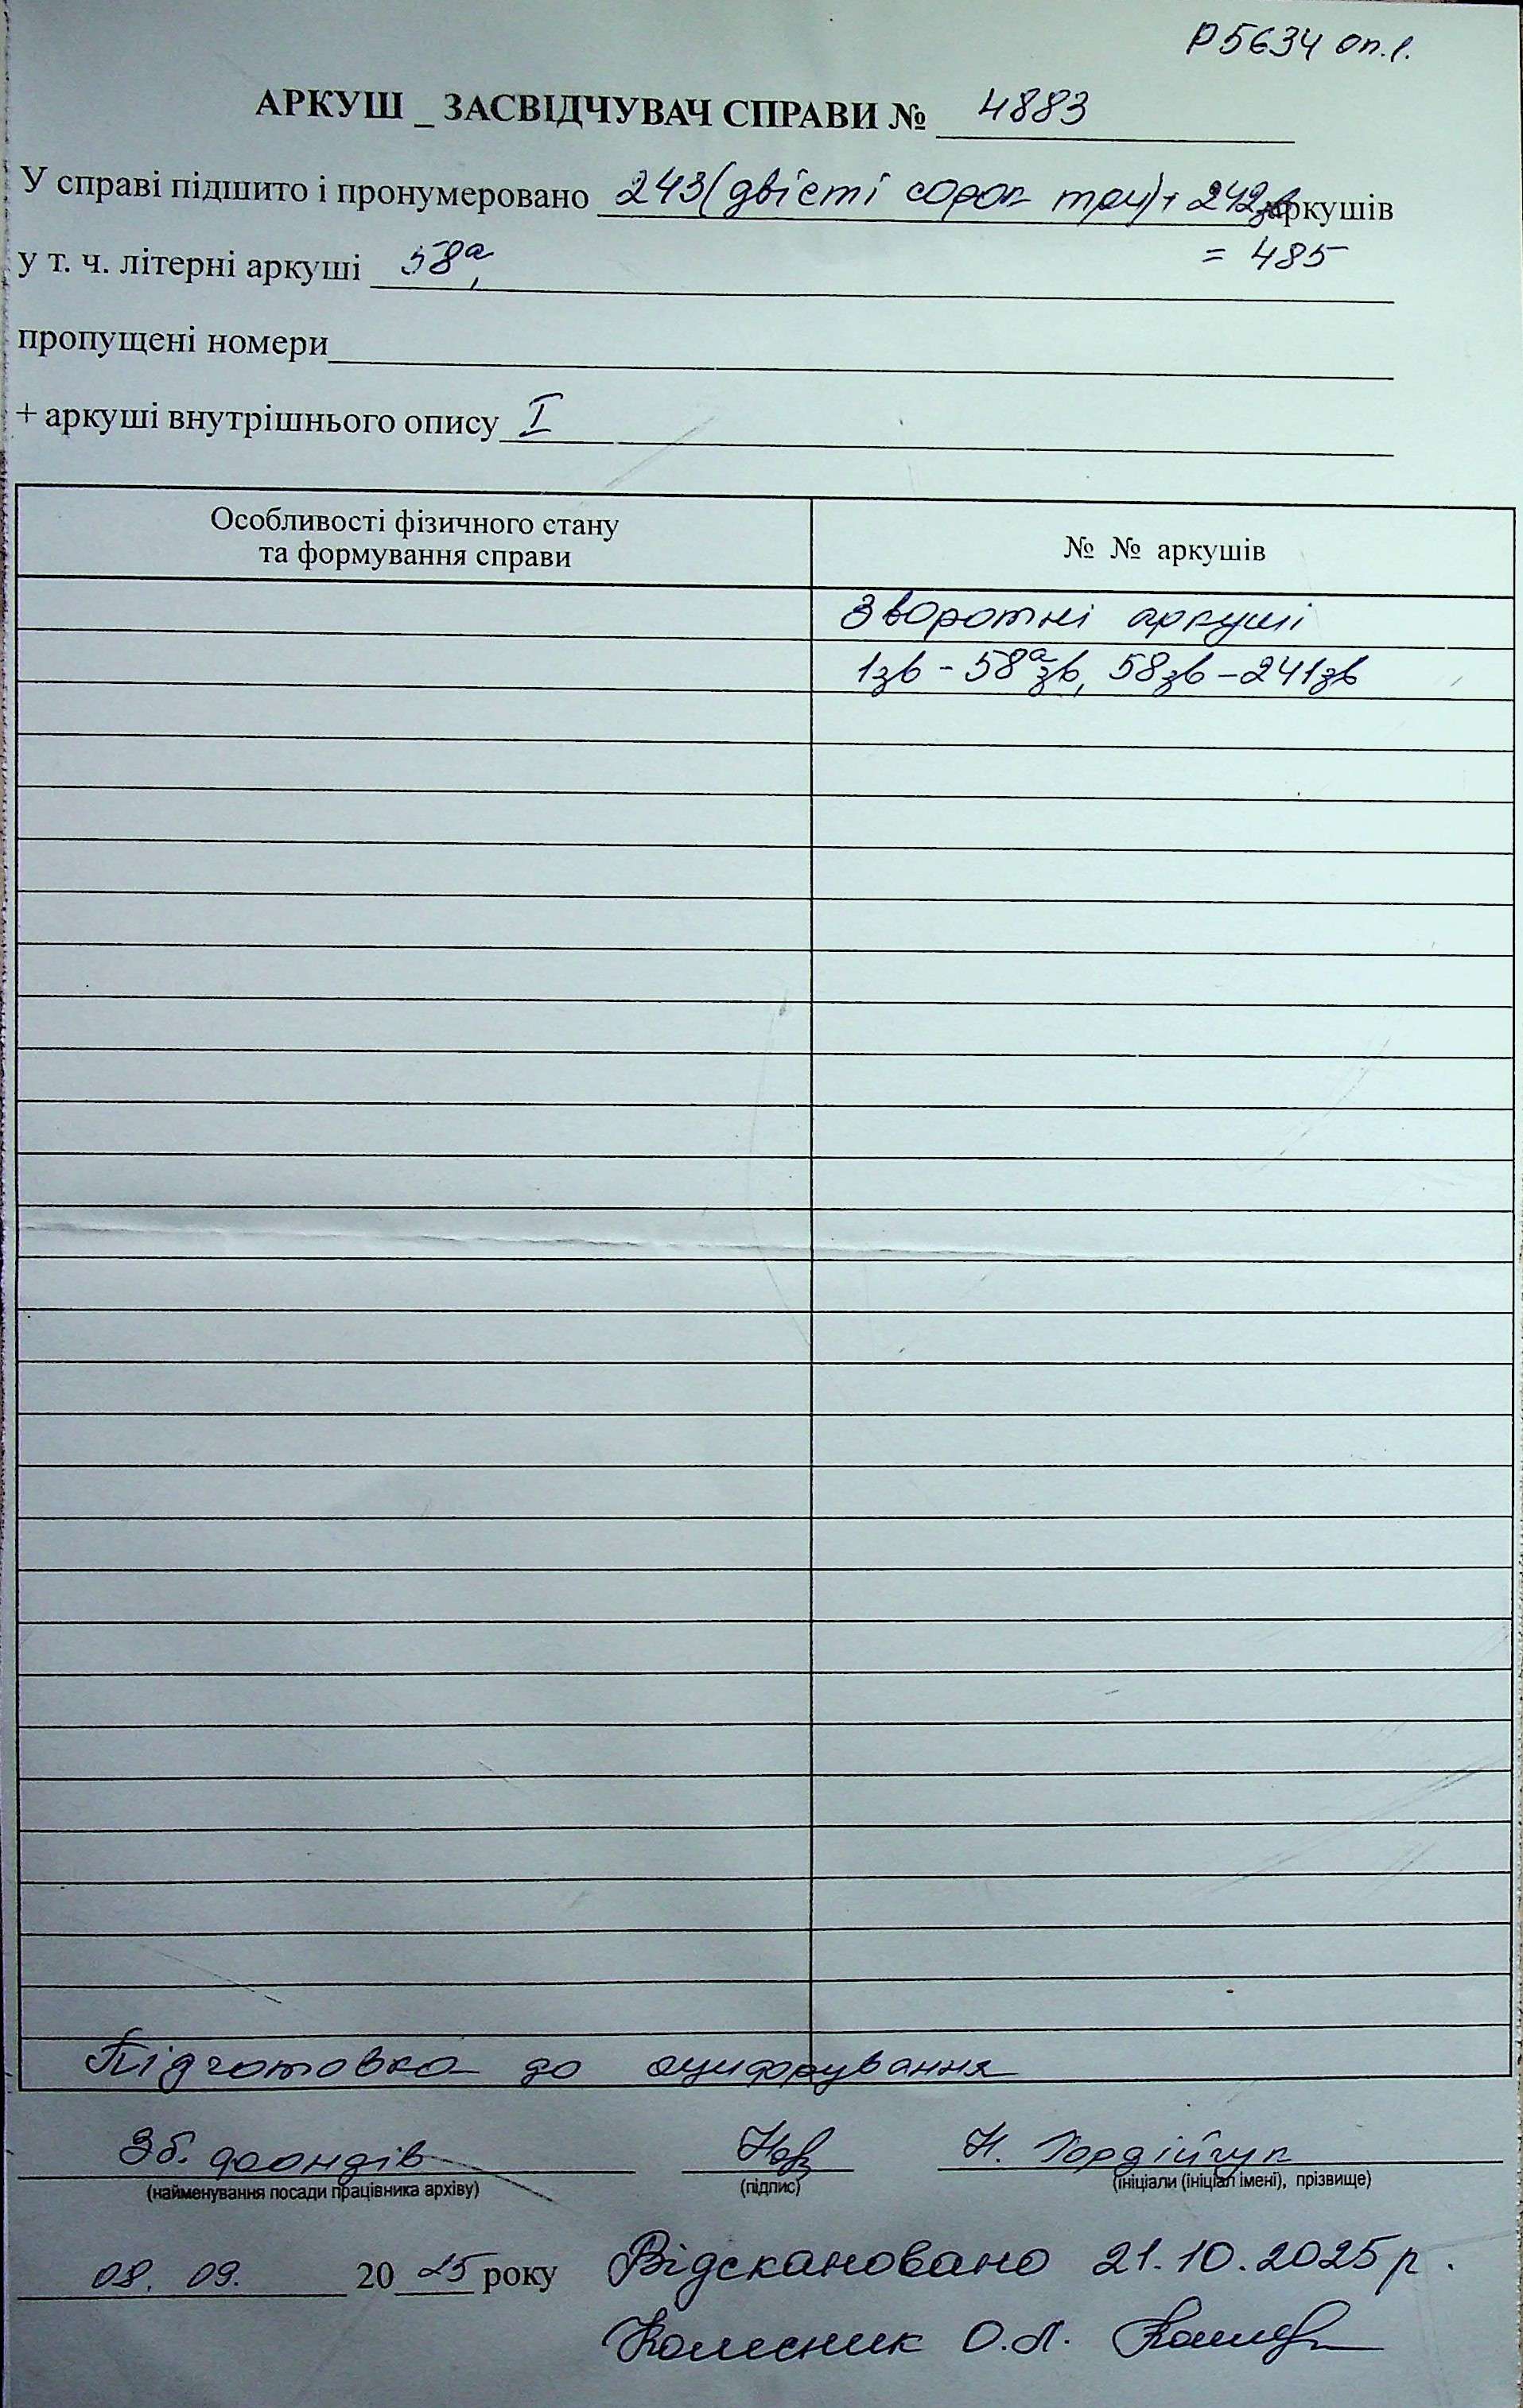 Р5634 оп.1.
АРКУШ _ ЗАСВІДЧУВАЧ СПРАВИ № 4883
У справі підшито і пронумеровано 243 (двісті сорок три) + 242зв аркушів
= 485
у т. ч. літерні аркуші 58а,
пропущені номери
+ аркуші внутрішнього опису I
Особливості фізичного стану
та формування справи
№ № аркушів
Зворотні аркуші
1зв - 58азв, 58зв - 241зв
Підготовка до оцифрування
Зб. фондів Н. Гордійчук
(найменування посади працівника архіву) (підпис) (ініціали (ініціал імені), прізвище)
08. 09. 2025 року Відскановано 21.10.2025р.
Колесник О.Л.